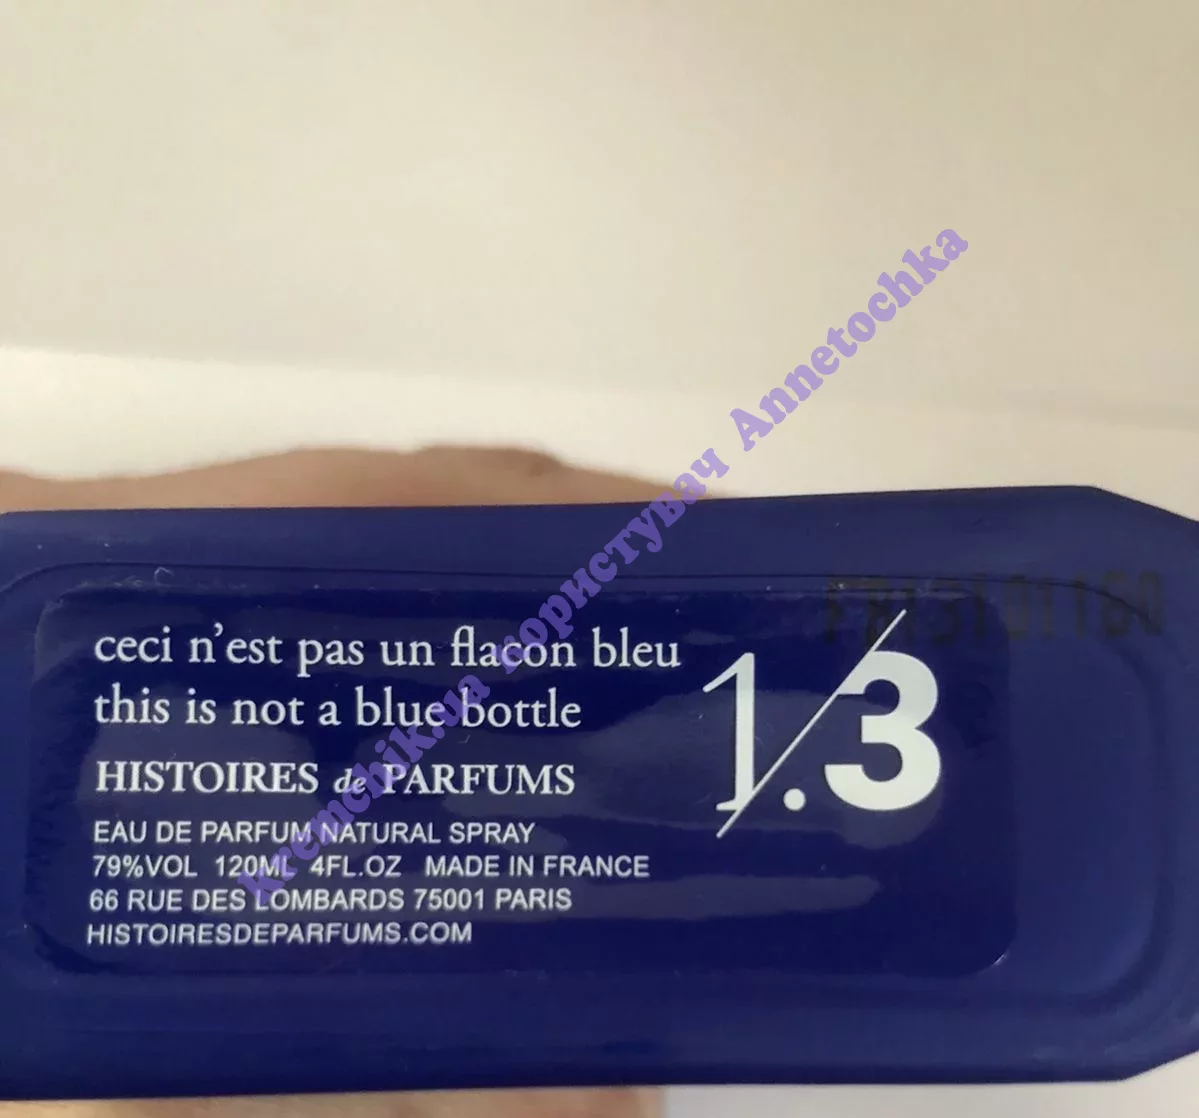 ceci n'est pas un flacon bleu
this is not a blue bottle
HISTOIRES de PARFUMS
EAU DE PARFUM NATURAL SPRAY
79%VOL 120ML 4FL.OZ MADE IN FRANCE
66 RUE DES LOMBARDS 75001 PARIS
HISTOIRESDEPARFUMS.COM
1/.3
kremchik.ua користувач Annetochka